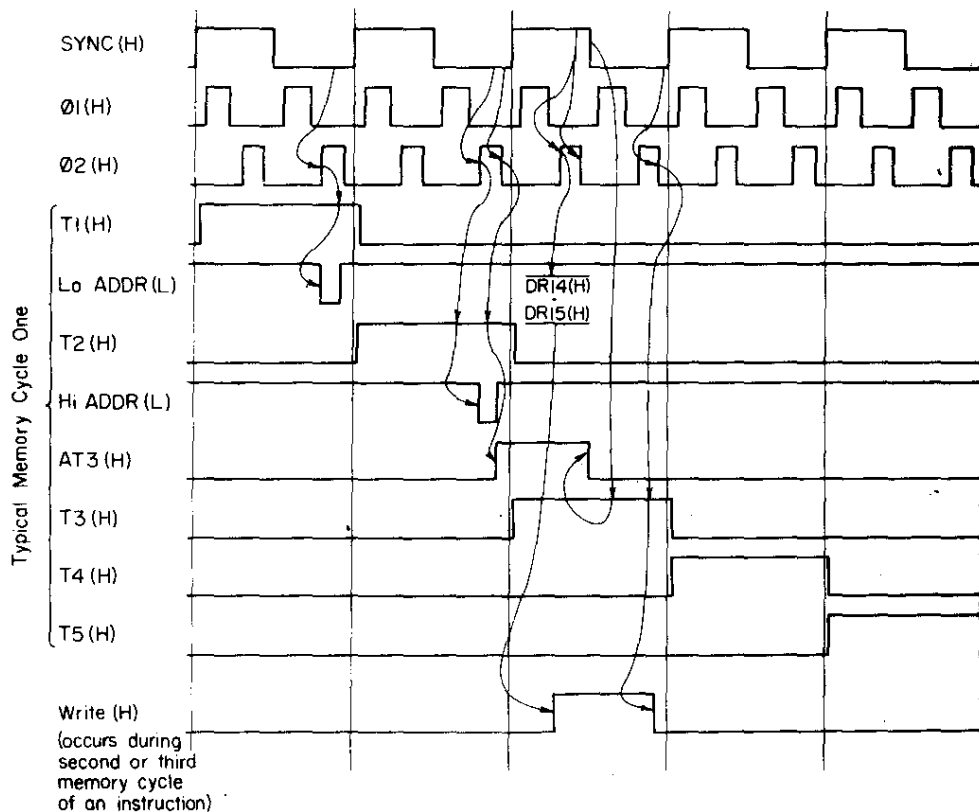 SYNC (H)
Ø1(H)
Ø2(H)
T1(H)
Lo ADDR(L)
DR14(H)
DR15(H)
T2(H)
Hi ADDR(L)
AT3(H)
T3(H)
T4(H)
T5(H)
Typical Memory Cycle One
Write (H)
(occurs during
second or third
memory cycle
of an instruction)